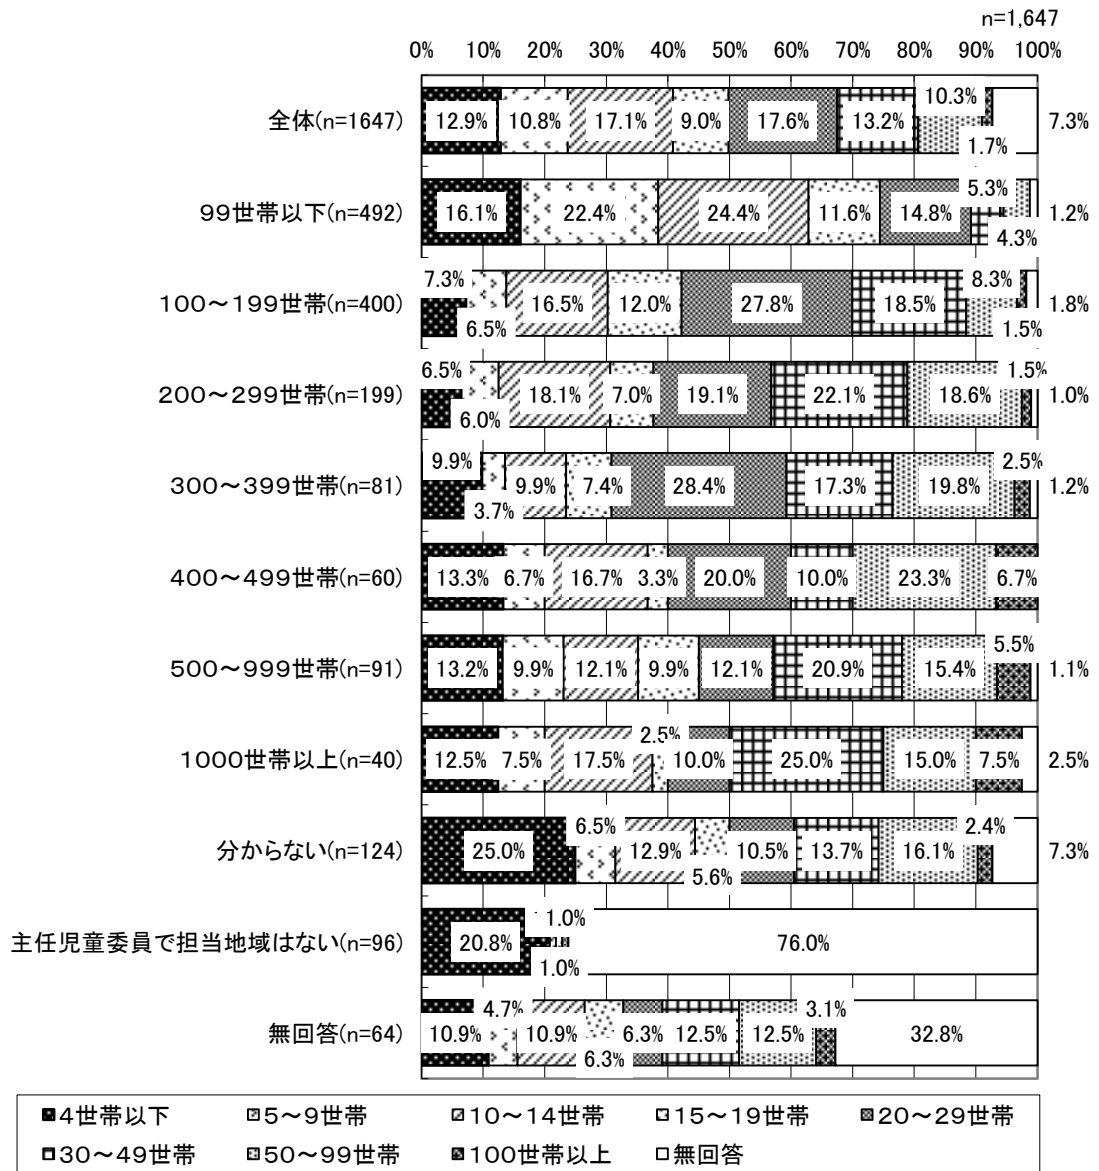 n=1,647
0% 10% 20% 30% 40% 50% 60% 70% 80% 90% 100%
全体(n=1647) 12.9% 10.8% 17.1% 9.0% 17.6% 13.2% 10.3% 1.7% 7.3%
99世帯以下(n=492) 16.1% 22.4% 24.4% 11.6% 14.8% 5.3% 4.3% 1.2%
100～199世帯(n=400) 7.3% 6.5% 16.5% 12.0% 27.8% 18.5% 8.3% 1.5% 1.8%
200～299世帯(n=199) 6.5% 6.0% 18.1% 7.0% 19.1% 22.1% 18.6% 1.5% 1.0%
300～399世帯(n=81) 9.9% 3.7% 9.9% 7.4% 28.4% 17.3% 19.8% 2.5% 1.2%
400～499世帯(n=60) 13.3% 6.7% 16.7% 3.3% 20.0% 10.0% 23.3% 6.7%
500～999世帯(n=91) 13.2% 9.9% 12.1% 9.9% 12.1% 20.9% 15.4% 5.5% 1.1%
1000世帯以上(n=40) 12.5% 7.5% 17.5% 2.5% 10.0% 25.0% 15.0% 7.5% 2.5%
分からない(n=124) 25.0% 6.5% 12.9% 5.6% 10.5% 13.7% 16.1% 2.4% 7.3%
主任児童委員で担当地域はない(n=96) 20.8% 1.0% 1.0% 76.0%
無回答(n=64) 10.9% 4.7% 10.9% 6.3% 6.3% 12.5% 12.5% 3.1% 32.8%
4世帯以下 5～9世帯 10～14世帯 15～19世帯 20～29世帯
30～49世帯 50～99世帯 100世帯以上 無回答